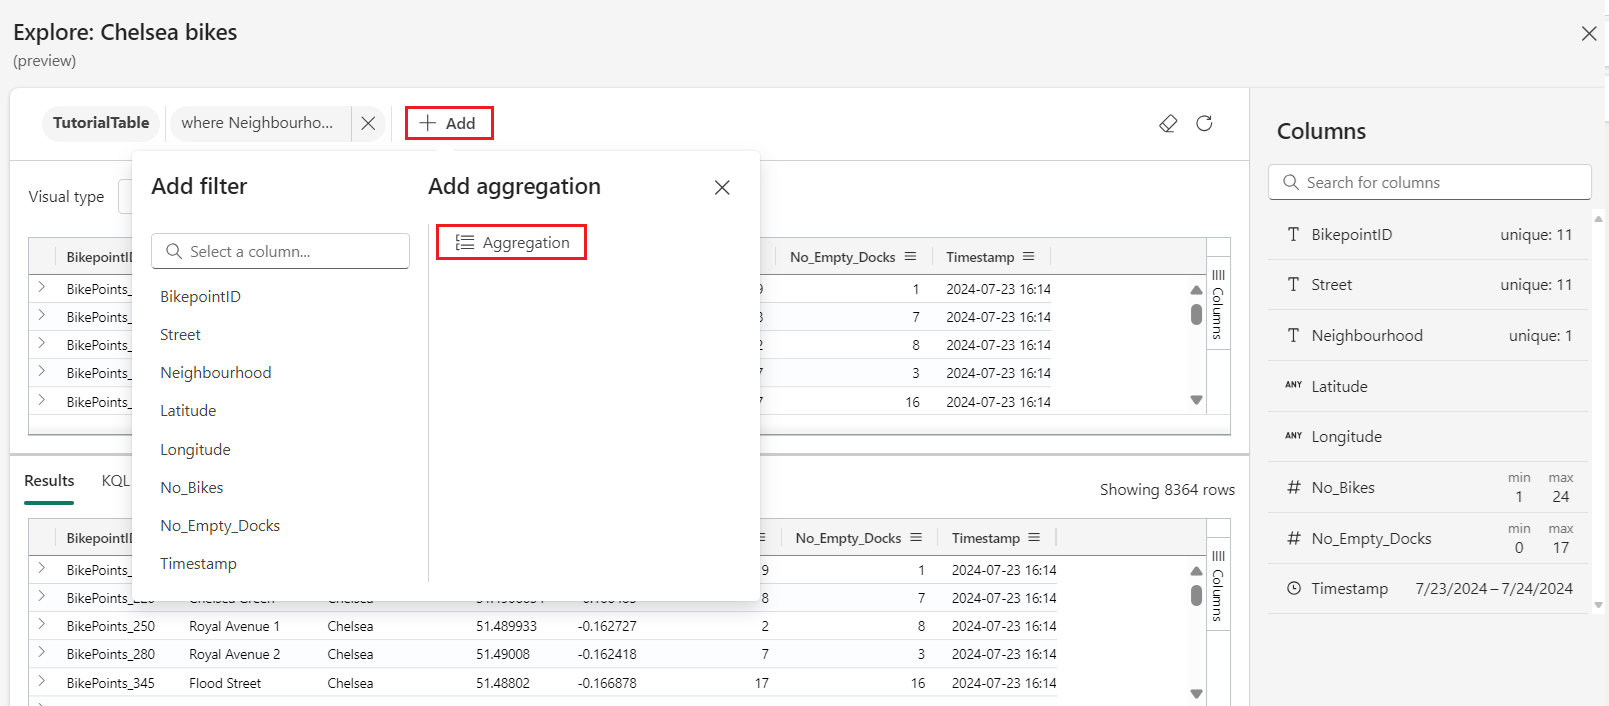 Explore: Chelsea bikes
(preview)
TutorialTable where Neighbourho... Add
Add filter Add aggregation
Visual type
Select a column... Aggregation
BikepointID
Street
Neighbourhood
Latitude
Longitude
No_Bikes
No_Empty_Docks
Timestamp
BikepointI No_Empty_Docks Timestamp
BikePoints_ 9 1 2024-07-23 16:14
BikePoints_ 3 7 2024-07-23 16:14
BikePoints_ 2 8 2024-07-23 16:14
BikePoints_ 7 3 2024-07-23 16:14
BikePoints_ 7 16 2024-07-23 16:14
Columns
Results KQL Showing 8364 rows
BikepointI No_Empty_Docks Timestamp
BikePoints_ 9 1 2024-07-23 16:14
BikePoints_ Chelsea Green Chelsea 8 7 2024-07-23 16:14
BikePoints_250 Royal Avenue 1 Chelsea 51.489933 -0.162727 2 8 2024-07-23 16:14
BikePoints_280 Royal Avenue 2 Chelsea 51.49008 -0.162418 7 3 2024-07-23 16:14
BikePoints_345 Flood Street Chelsea 51.48802 -0.166878 17 16 2024-07-23 16:14
Columns
Columns
Search for columns
T BikepointID unique: 11
T Street unique: 11
T Neighbourhood unique: 1
ANY Latitude
ANY Longitude
# No_Bikes min 1 max 24
# No_Empty_Docks min 0 max 17
Timestamp 7/23/2024 – 7/24/2024